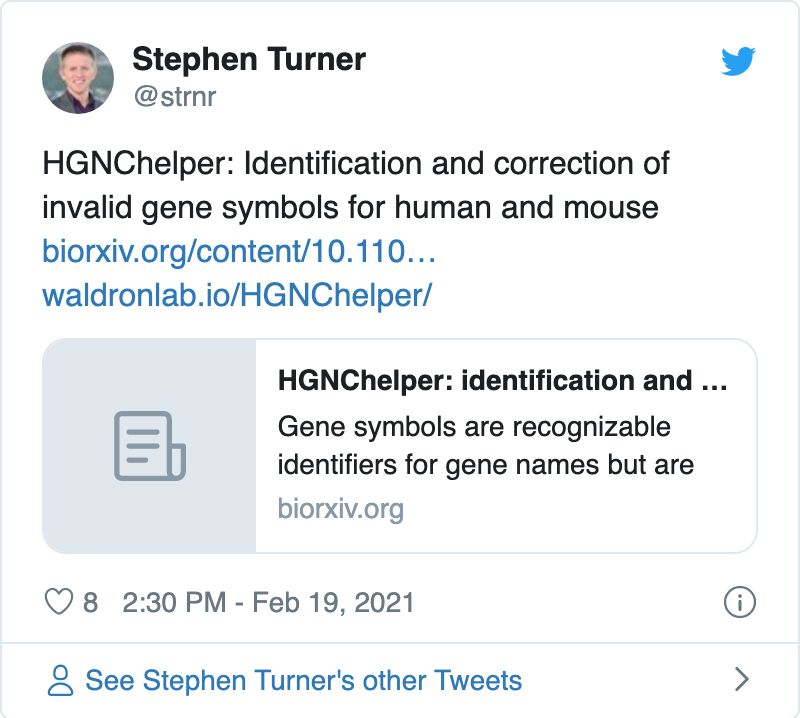 Stephen Turner
@strnr
HGNChelper: Identification and correction of
invalid gene symbols for human and mouse
biorxiv.org/content/10.110…
waldronlab.io/HGNChelper/
HGNChelper: identification and ...
Gene symbols are recognizable
identifiers for gene names but are
biorxiv.org
8 2:30 PM - Feb 19, 2021
See Stephen Turner's other Tweets